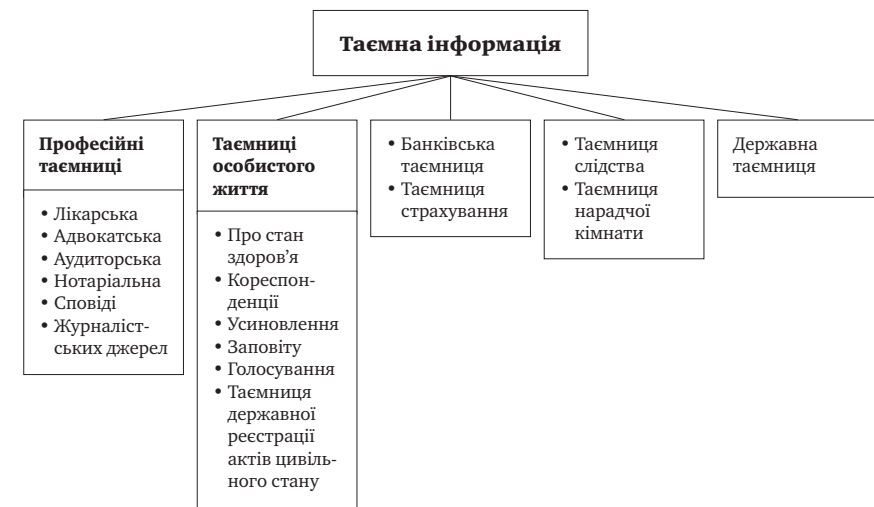 Таємна інформація
Професійні
таємниці
• Лікарська
• Адвокатська
• Аудиторська
• Нотаріальна
• Сповіді
• Журналіст-
ських джерел
Таємниці
особистого
життя
• Про стан
здоров'я
• Кореспон-
денції
• Усиновлення
• Заповіту
• Голосування
• Таємниця
державної
реєстрації
актів цивіль-
ного стану
• Банківська
таємниця
• Таємниця
страхування
• Таємниця
слідства
• Таємниця
нарадчої
кімнати
Державна
таємниця